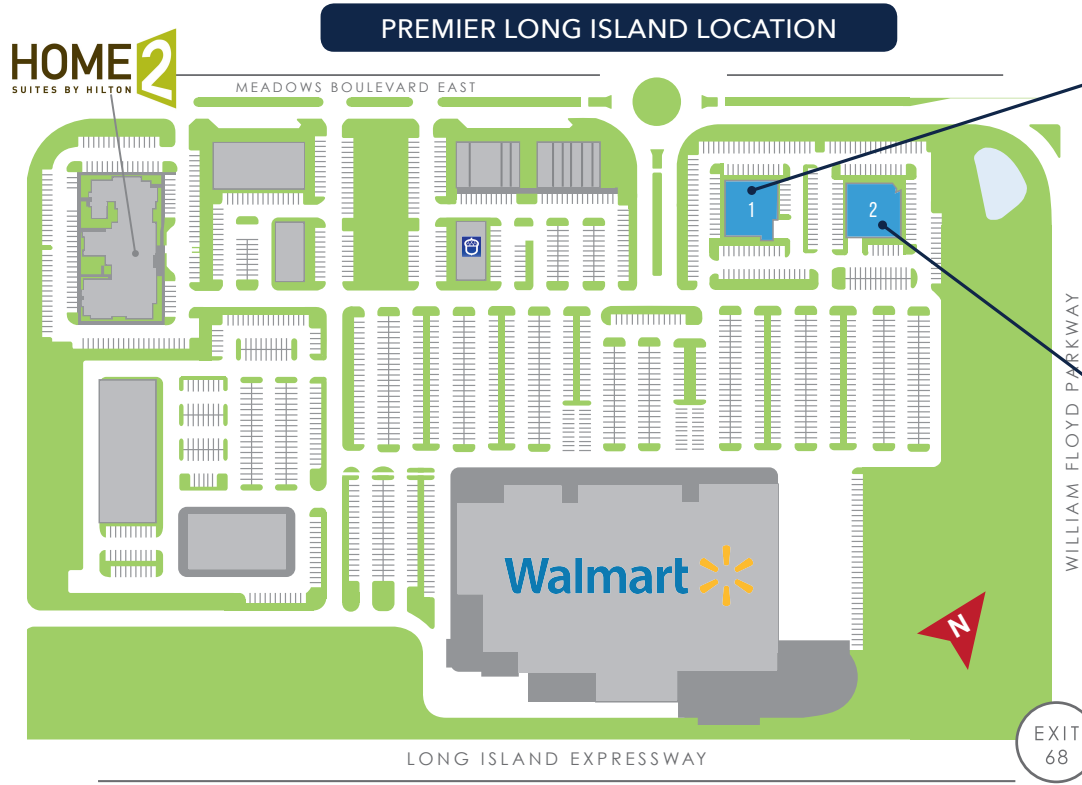 PREMIER LONG ISLAND LOCATION
HOME2
SUITES BY HILTON
MEADOWS BOULEVARD EAST
1
2
WILLIAM FLOYD PARKWAY
Walmart
N
EXIT
68
LONG ISLAND EXPRESSWAY